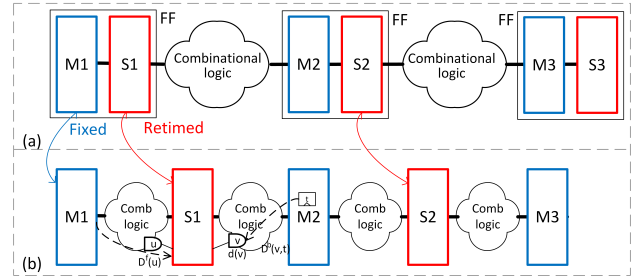 FF FF FF
M1 S1 Combinational logic M2 S2 Combinational logic M3 S3
(a) Fixed Retimed
M1 Comb logic S1 Comb logic M2 Comb logic S2 Comb logic M3
u v t
D^f(u) d(v) D^b(v,t)
(b)